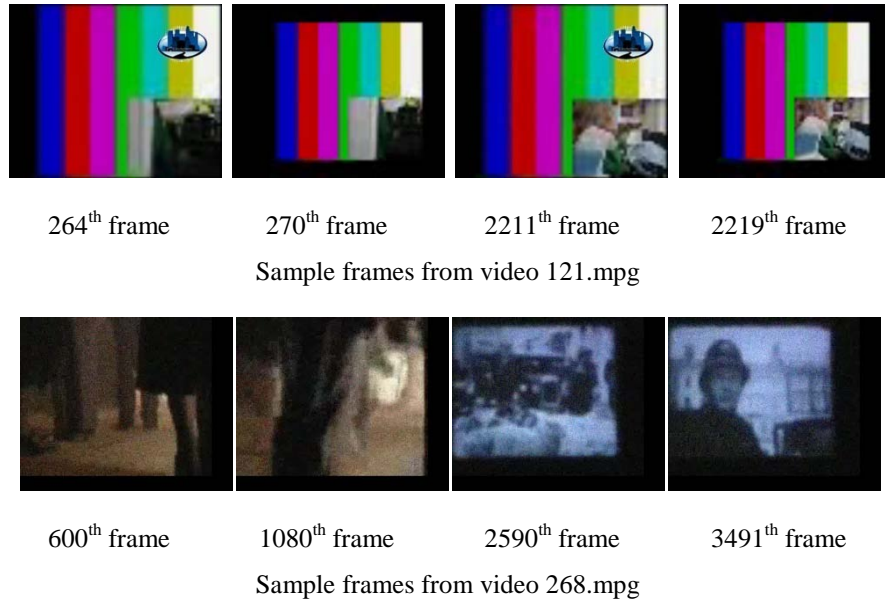 264th frame 270th frame 2211th frame 2219th frame
Sample frames from video 121.mpg
600th frame 1080th frame 2590th frame 3491th frame
Sample frames from video 268.mpg